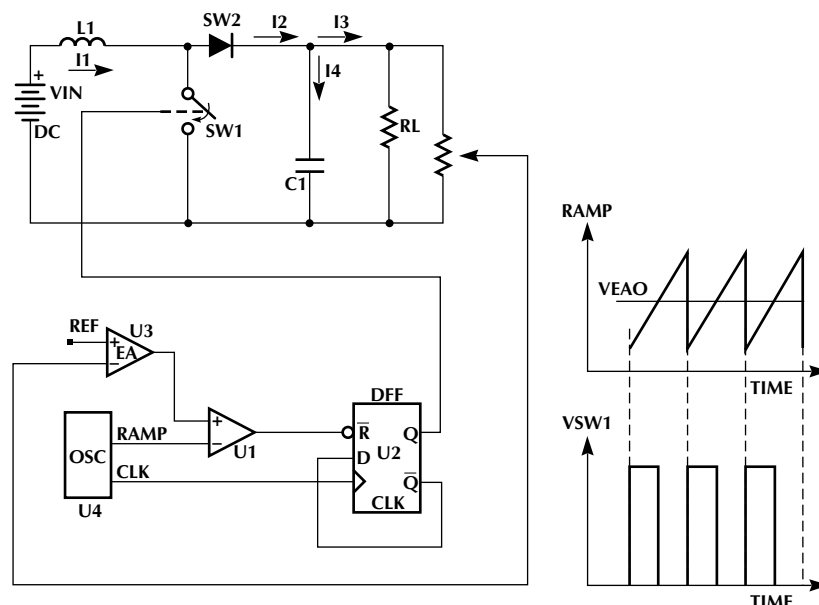 SW2
L1
I2
I3
I1
I4
+
VIN
DC
SW1
RL
C1
RAMP
VEAO
TIME
REF
U3
+
EA
−
DFF
+
−
U1
R̅
Q
OSC
RAMP
U2
D
CLK
Q̅
U4
CLK
VSW1
TIME